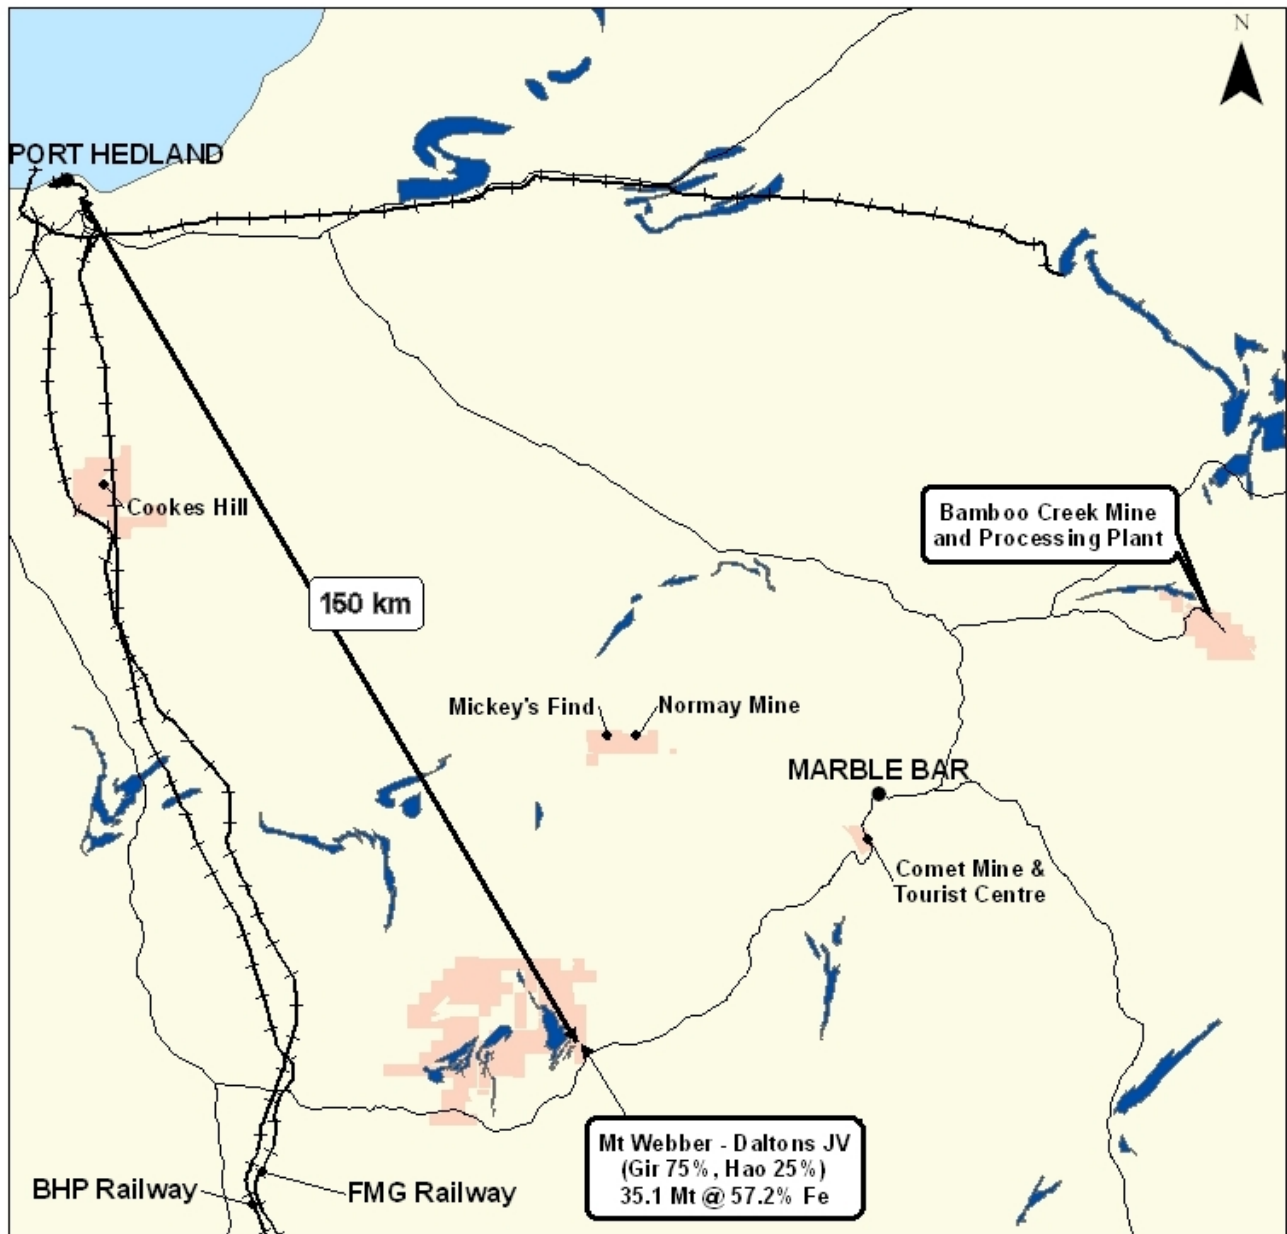 N
PORT HEDLAND
Cookes Hill
Bamboo Creek Mine
and Processing Plant
150 km
Mickey's Find
Normay Mine
MARBLE BAR
Comet Mine &
Tourist Centre
Mt Webber - Daltons JV
(Gir 75%, Hao 25%)
35.1 Mt @ 57.2% Fe
BHP Railway
FMG Railway